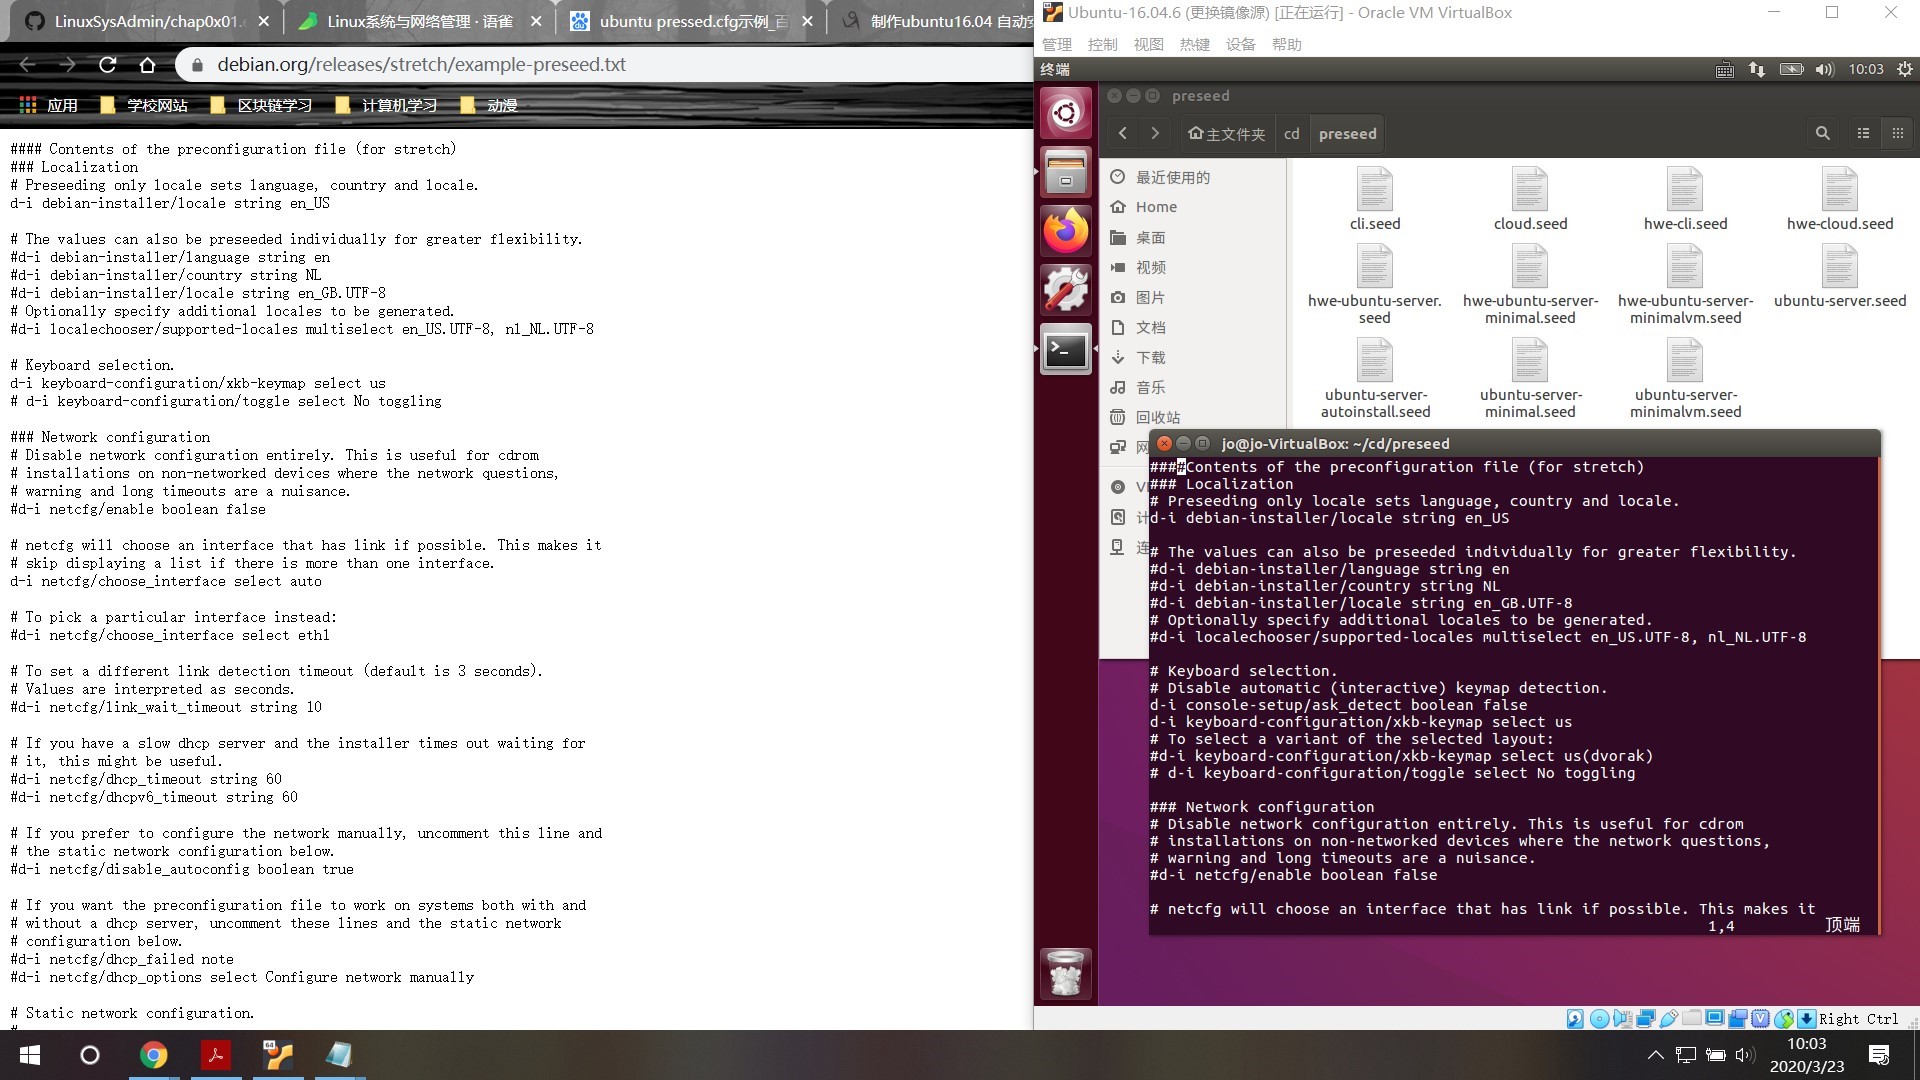 LinuxSysAdmin/chap0x01.
Linux系统与网络管理 · 语雀
ubuntu pressed.cfg示例_百
制作ubuntu16.04 自动安
debian.org/releases/stretch/example-preseed.txt
应用
学校网站
区块链学习
计算机学习
动漫
#### Contents of the preconfiguration file (for stretch)
### Localization
# Preseeding only locale sets language, country and locale.
d-i debian-installer/locale string en_US
# The values can also be preseeded individually for greater flexibility.
#d-i debian-installer/language string en
#d-i debian-installer/country string NL
#d-i debian-installer/locale string en_GB.UTF-8
# Optionally specify additional locales to be generated.
#d-i localechooser/supported-locales multiselect en_US.UTF-8, nl_NL.UTF-8
# Keyboard selection.
d-i keyboard-configuration/xkb-keymap select us
# d-i keyboard-configuration/toggle select No toggling
### Network configuration
# Disable network configuration entirely. This is useful for cdrom
# installations on non-networked devices where the network questions,
# warning and long timeouts are a nuisance.
#d-i netcfg/enable boolean false
# netcfg will choose an interface that has link if possible. This makes it
# skip displaying a list if there is more than one interface.
d-i netcfg/choose_interface select auto
# To pick a particular interface instead:
#d-i netcfg/choose_interface select eth1
# To set a different link detection timeout (default is 3 seconds).
# Values are interpreted as seconds.
#d-i netcfg/link_wait_timeout string 10
# If you have a slow dhcp server and the installer times out waiting for
# it, this might be useful.
#d-i netcfg/dhcp_timeout string 60
#d-i netcfg/dhcpv6_timeout string 60
# If you prefer to configure the network manually, uncomment this line and
# the static network configuration below.
#d-i netcfg/disable_autoconfig boolean true
# If you want the preconfiguration file to work on systems both with and
# without a dhcp server, uncomment these lines and the static network
# configuration below.
#d-i netcfg/dhcp_failed note
#d-i netcfg/dhcp_options select Configure network manually
# Static network configuration.
#
Ubuntu-16.04.6 (更换镜像源) [正在运行] - Oracle VM VirtualBox
管理 控制 视图 热键 设备 帮助
终端
10:03
preseed
主文件夹 cd preseed
最近使用的
Home
桌面
视频
图片
文档
下载
音乐
回收站
网
计
连
cli.seed
cloud.seed
hwe-cli.seed
hwe-cloud.seed
hwe-ubuntu-server.seed
hwe-ubuntu-server-minimal.seed
hwe-ubuntu-server-minimalvm.seed
ubuntu-server.seed
ubuntu-server-autoinstall.seed
ubuntu-server-minimal.seed
ubuntu-server-minimalvm.seed
jo@jo-VirtualBox: ~/cd/preseed
####Contents of the preconfiguration file (for stretch)
### Localization
# Preseeding only locale sets language, country and locale.
d-i debian-installer/locale string en_US
# The values can also be preseeded individually for greater flexibility.
#d-i debian-installer/language string en
#d-i debian-installer/country string NL
#d-i debian-installer/locale string en_GB.UTF-8
# Optionally specify additional locales to be generated.
#d-i localechooser/supported-locales multiselect en_US.UTF-8, nl_NL.UTF-8
# Keyboard selection.
# Disable automatic (interactive) keymap detection.
d-i console-setup/ask_detect boolean false
d-i keyboard-configuration/xkb-keymap select us
# To select a variant of the selected layout:
#d-i keyboard-configuration/xkb-keymap select us(dvorak)
# d-i keyboard-configuration/toggle select No toggling
### Network configuration
# Disable network configuration entirely. This is useful for cdrom
# installations on non-networked devices where the network questions,
# warning and long timeouts are a nuisance.
#d-i netcfg/enable boolean false
# netcfg will choose an interface that has link if possible. This makes it
1,4 顶端
Right Ctrl
10:03
2020/3/23